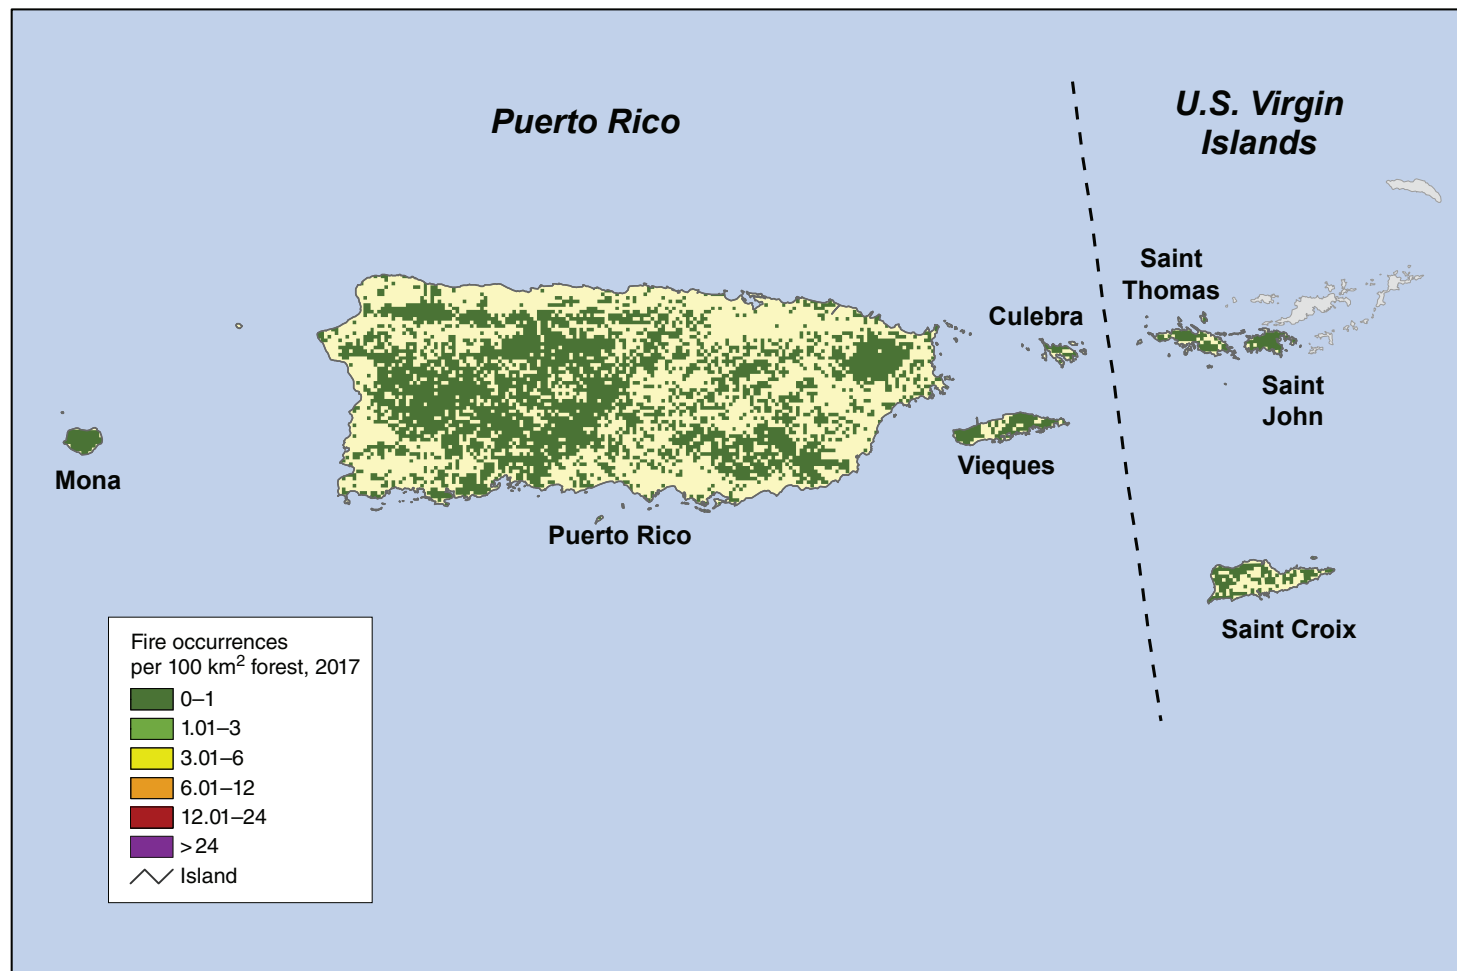 Puerto Rico
U.S. Virgin
Islands
Saint
Thomas
Culebra
Saint
John
Mona
Vieques
Puerto Rico
Saint Croix
Fire occurrences
per 100 km² forest, 2017
0–1
1.01–3
3.01–6
6.01–12
12.01–24
>24
Island